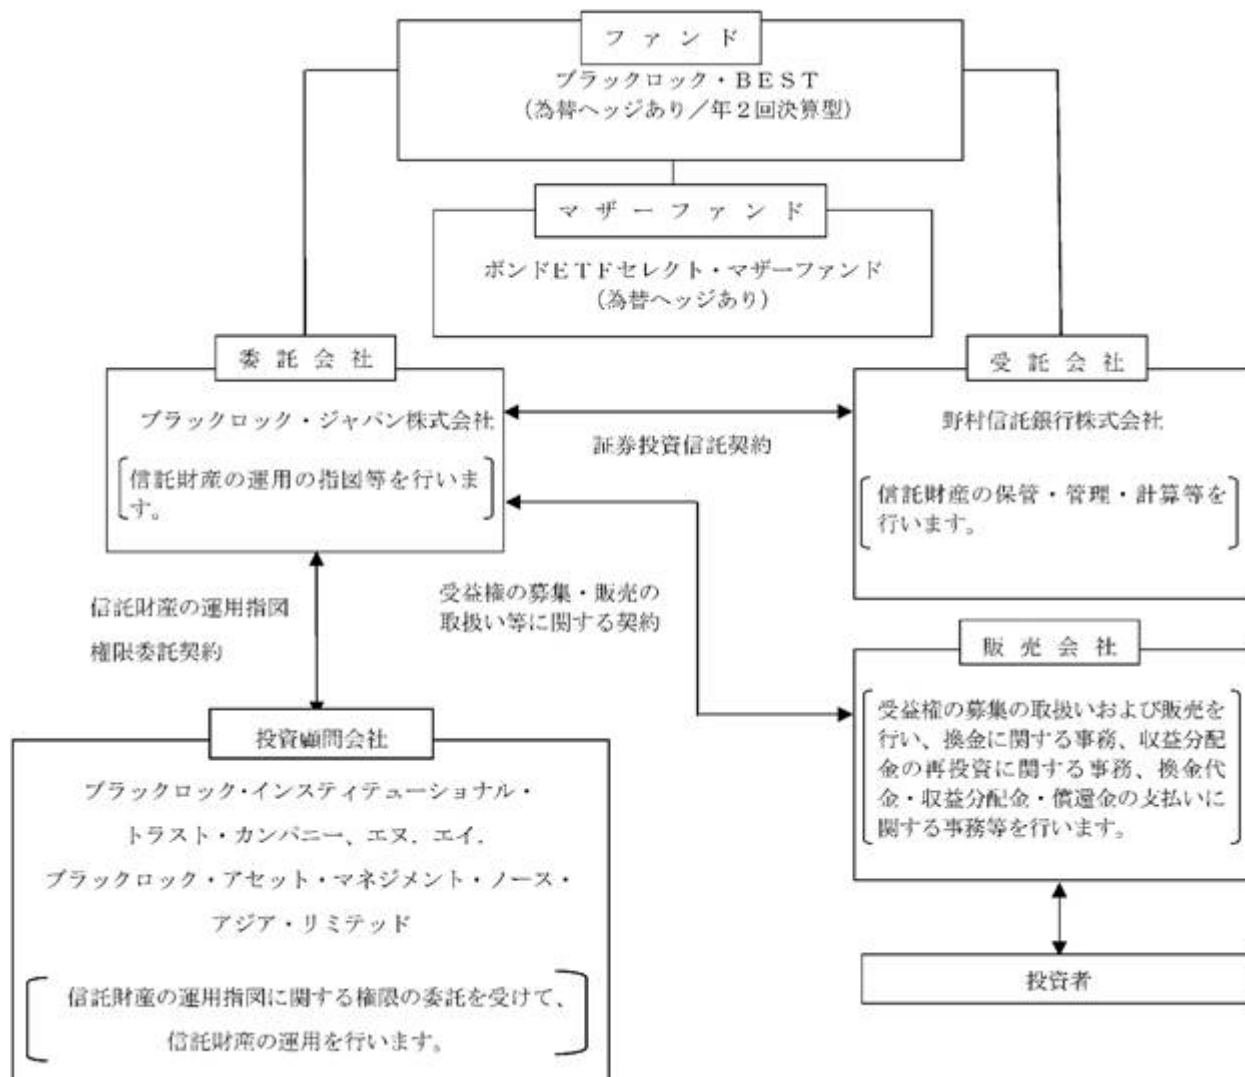 ファンド
ブラックロック・BEST
(為替ヘッジあり／年２回決算型)
マザーファンド
ボンドＥＴＦセレクト・マザーファンド
(為替ヘッジあり)
委託会社
ブラックロック・ジャパン株式会社
信託財産の運用の指図等を行いま
す。
証券投資信託契約
受託会社
野村信託銀行株式会社
信託財産の保管・管理・計算等を
行います。
信託財産の運用指図
権限委託契約
受益権の募集・販売の
取扱い等に関する契約
販売会社
受益権の募集の取扱いおよび販売を
行い、換金に関する事務、収益分配
金の再投資に関する事務、換金代
金・収益分配金・償還金の支払いに
関する事務等を行います。
投資顧問会社
ブラックロック・インスティテューショナル・
トラスト・カンパニー、エヌ．エイ．
ブラックロック・アセット・マネジメント・ノース・
アジア・リミテッド
信託財産の運用指図に関する権限の委託を受けて、
信託財産の運用を行います。
投資者